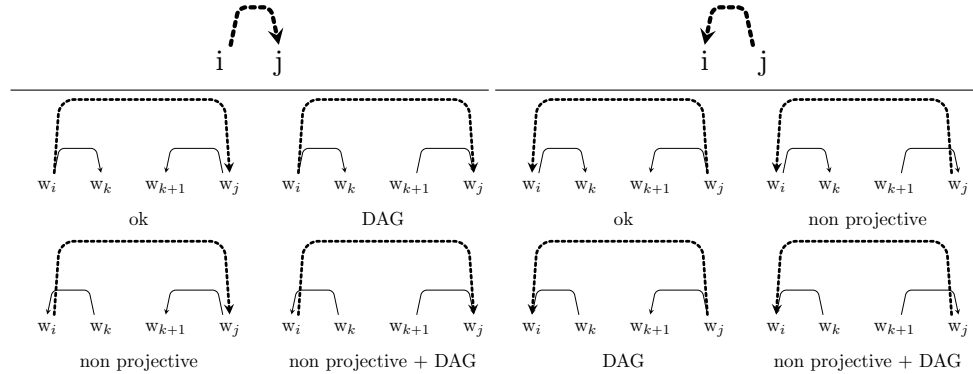 i j i j
w_i w_k w_{k+1} w_j w_i w_k w_{k+1} w_j w_i w_k w_{k+1} w_j w_i w_k w_{k+1} w_j
ok DAG ok non projective
w_i w_k w_{k+1} w_j w_i w_k w_{k+1} w_j w_i w_k w_{k+1} w_j w_i w_k w_{k+1} w_j
non projective non projective + DAG DAG non projective + DAG